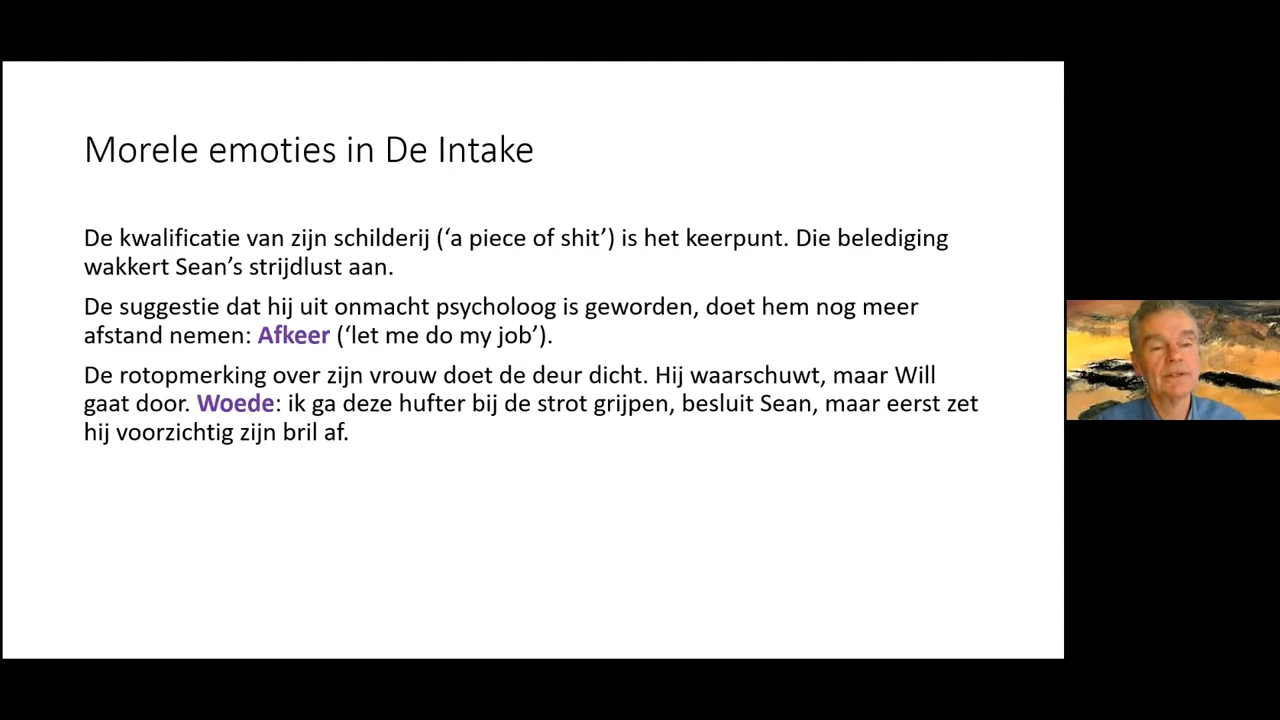 Morele emoties in De Intake
De kwalificatie van zijn schilderij (‘a piece of shit’) is het keerpunt. Die belediging
wakkert Sean’s strijdlust aan.
De suggestie dat hij uit onmacht psycholoog is geworden, doet hem nog meer
afstand nemen: Afkeer (‘let me do my job’).
De rotopmerking over zijn vrouw doet de deur dicht. Hij waarschuwt, maar Will
gaat door. Woede: ik ga deze hufter bij de strot grijpen, besluit Sean, maar eerst zet
hij voorzichtig zijn bril af.